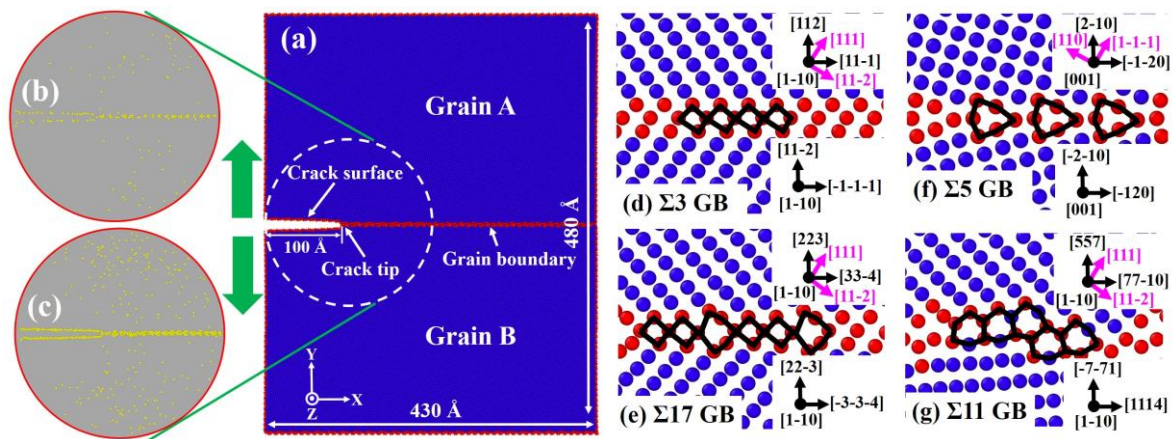 (a)
(b)
(c)
Grain A
Crack surface
100 Å
Crack tip
Grain boundary
480 Å
Grain B
Y
X
Z
430 Å
[112]
[111]
[11-1]
[1-10]
[11-2]
[11-2]
[-1-1-1]
[1-10]
(d) Σ3 GB
[2-10]
[110]
[1-1-1]
[-1-20]
[001]
[-2-10]
[-120]
[001]
(f) Σ5 GB
[223]
[111]
[33-4]
[1-10]
[11-2]
[22-3]
[-3-3-4]
[1-10]
(e) Σ17 GB
[557]
[111]
[77-10]
[1-10]
[11-2]
[-7-71]
[1114]
[1-10]
(g) Σ11 GB